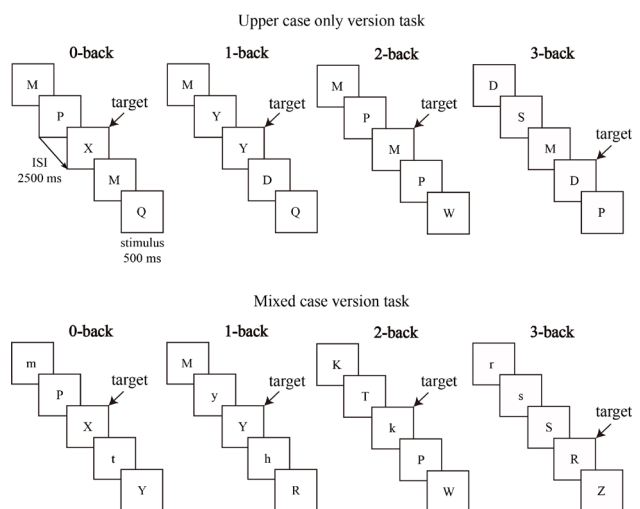 Upper case only version task
0-back 1-back 2-back 3-back
M M M D
P Y P S
target
X Y M M
target
target
target
ISI
2500 ms
M D P D
Q Q W P
stimulus
500 ms
Mixed case version task
0-back 1-back 2-back 3-back
m M K r
P y T s
target
target
target
X Y k S
target
t h P R
Y R W Z